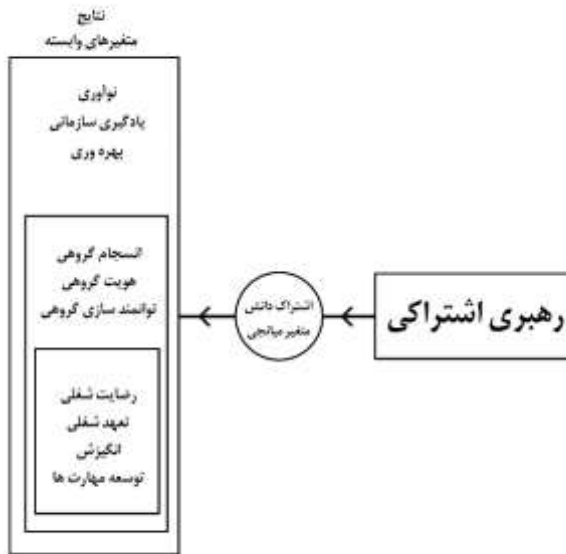 نتایج
متغیرهای وابسته
نوآوری
یادگیری سازمانی
بهره وری
انسجام گروهی
هویت گروهی
توانمند سازی گروهی
رضایت شغلی
تعهد شغلی
انگیزش
توسعه مهارت ها
اشتراک دانش
متغیر میانجی
رهبری اشتراکی